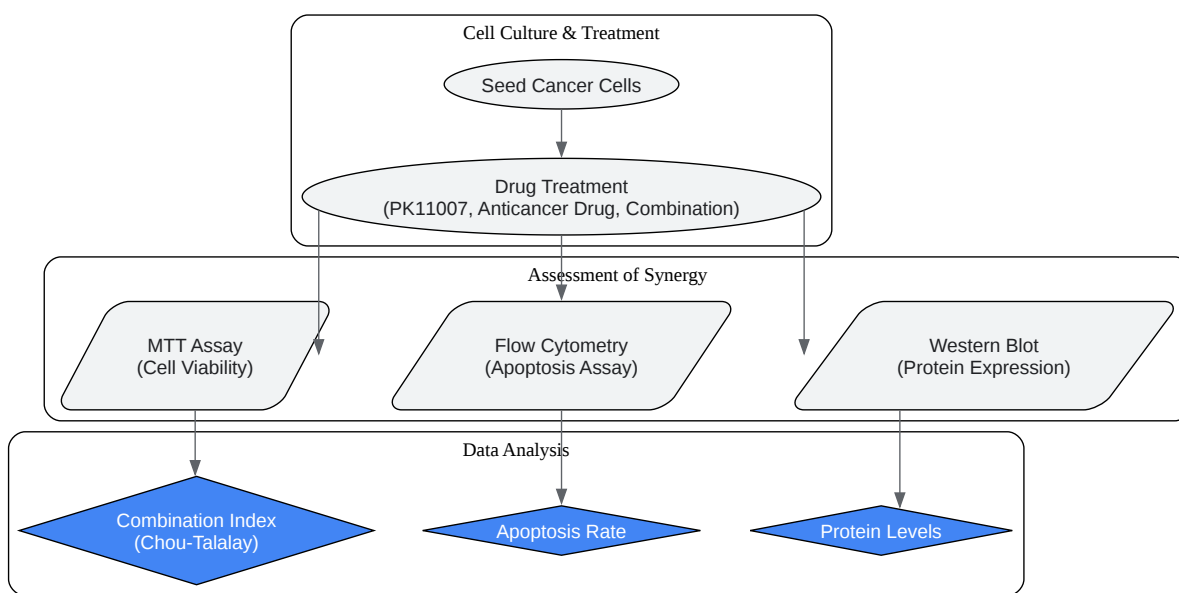 Cell Culture & Treatment
Seed Cancer Cells
Drug Treatment
(PK11007, Anticancer Drug, Combination)
Assessment of Synergy
MTT Assay
(Cell Viability)
Flow Cytometry
(Apoptosis Assay)
Western Blot
(Protein Expression)
Data Analysis
Combination Index
(Chou-Talalay)
Apoptosis Rate
Protein Levels